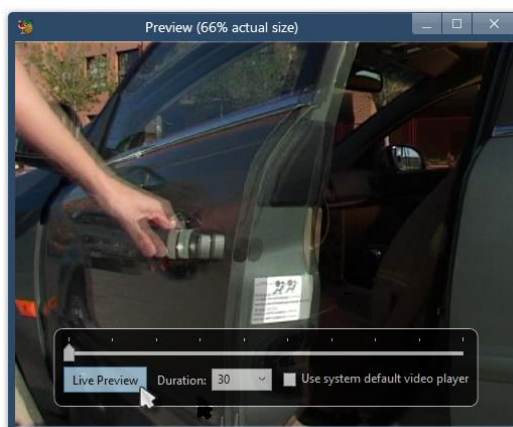 Preview (66% actual size)
Live Preview
Duration:
30
Use system default video player